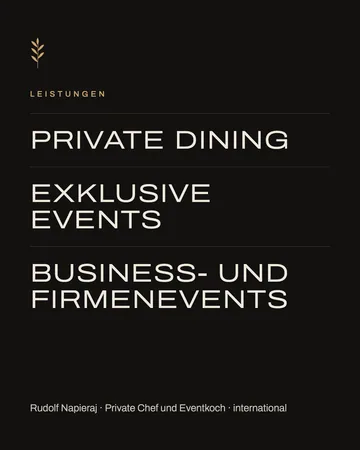 LEISTUNGEN
PRIVATE DINING
EXKLUSIVE
EVENTS
BUSINESS- UND
FIRMENEVENTS
Rudolf Napieraj · Private Chef und Eventkoch · international